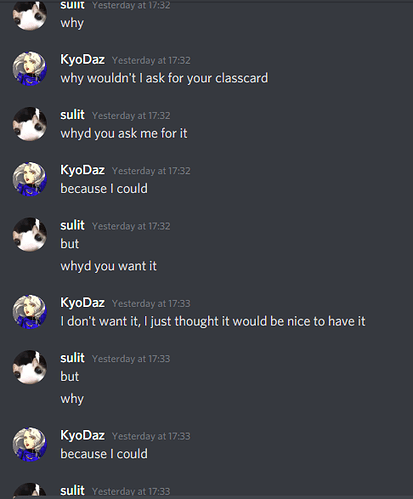 sulit Yesterday at 17:32
why
KyoDaz Yesterday at 17:32
why wouldn't I ask for your classcard
sulit Yesterday at 17:32
whyd you ask me for it
KyoDaz Yesterday at 17:32
because I could
sulit Yesterday at 17:32
but
whyd you want it
KyoDaz Yesterday at 17:33
I don't want it, I just thought it would be nice to have it
sulit Yesterday at 17:33
but
why
KyoDaz Yesterday at 17:33
because I could
sulit Yesterday at 17:33